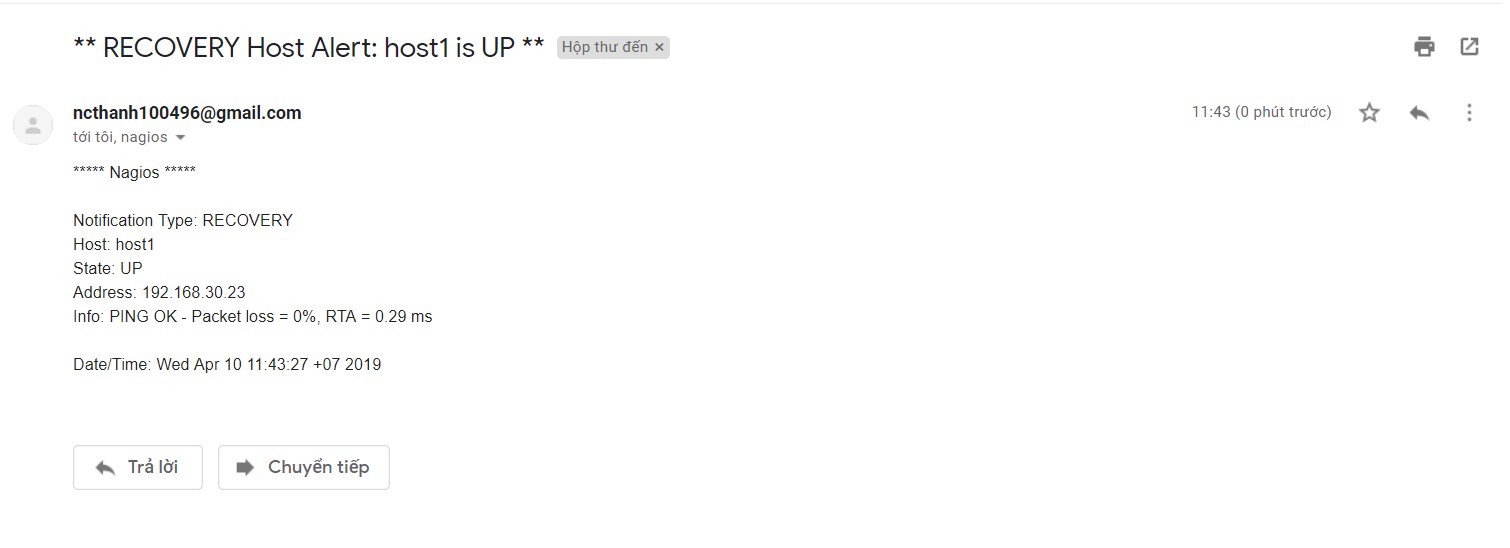 ** RECOVERY Host Alert: host1 is UP ** Hộp thư đến ×
ncthanh100496@gmail.com 11:43 (0 phút trước)
tới tôi, nagios
***** Nagios *****
Notification Type: RECOVERY
Host: host1
State: UP
Address: 192.168.30.23
Info: PING OK - Packet loss = 0%, RTA = 0.29 ms
Date/Time: Wed Apr 10 11:43:27 +07 2019
Trả lời Chuyển tiếp